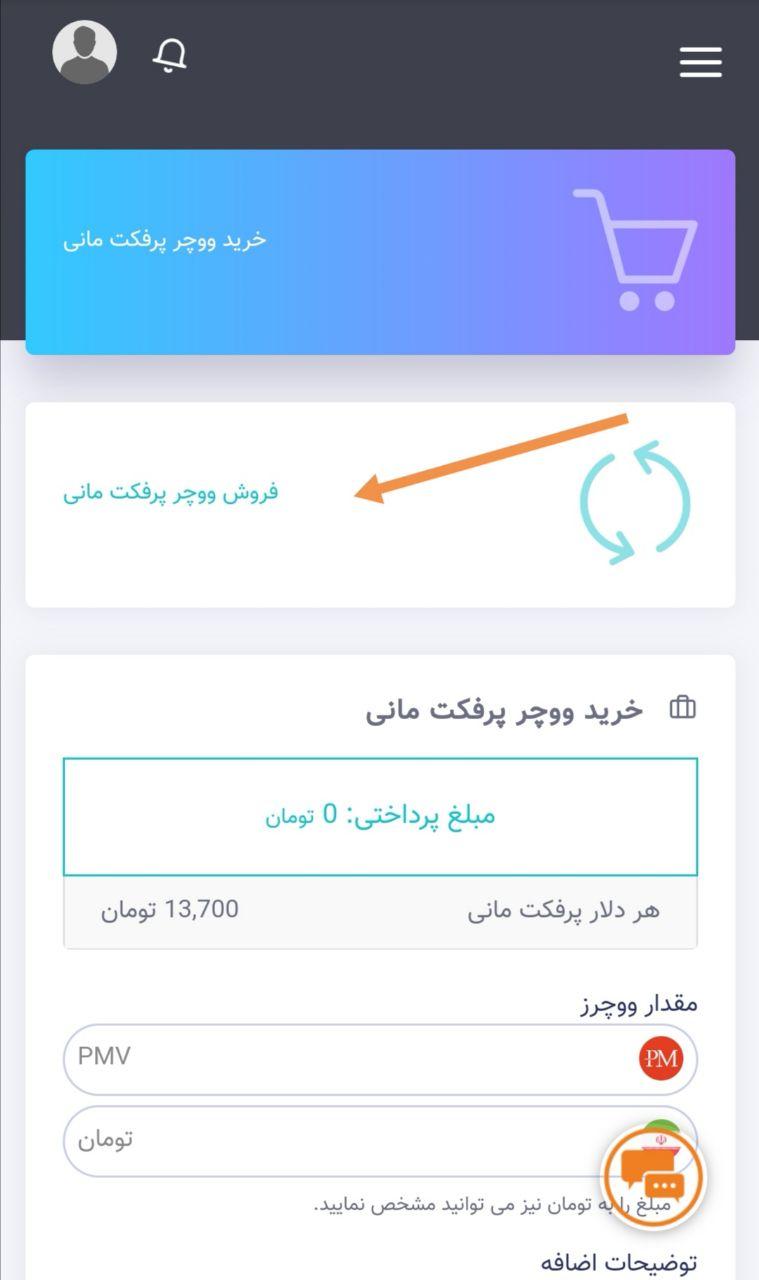 خرید ووچر پرفکت مانی
فروش ووچر پرفکت مانی
خرید ووچر پرفکت مانی
مبلغ پرداختی: 0 تومان
هر دلار پرفکت مانی 13,700 تومان
مقدار ووچرز
PMV PM
تومان
مبلغ را به تومان نیز می توانید مشخص نمایید.
توضیحات اضافه